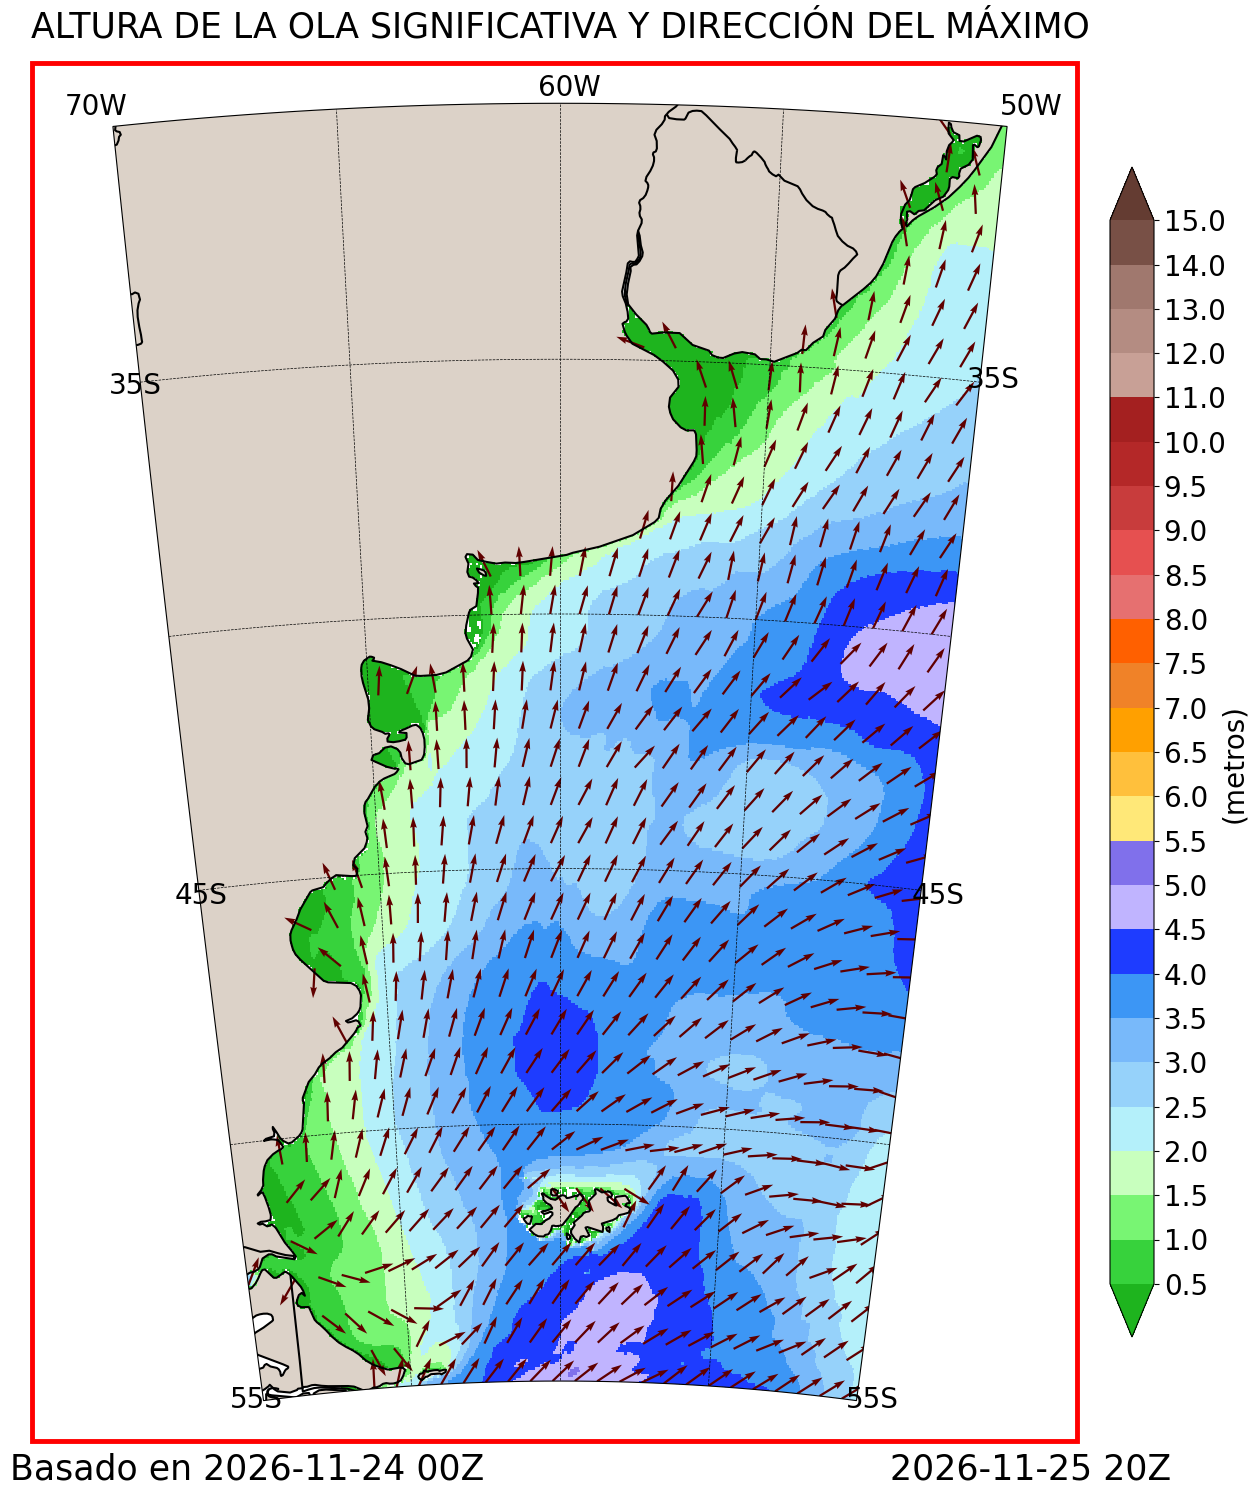 ALTURA DE LA OLA SIGNIFICATIVA Y DIRECCIÓN DEL MÁXIMO
70W
60W
50W
35S
35S
45S
45S
55S
55S
15.0
14.0
13.0
12.0
11.0
10.0
9.5
9.0
8.5
8.0
7.5
7.0
6.5
6.0
5.5
5.0
4.5
4.0
3.5
3.0
2.5
2.0
1.5
1.0
0.5
(metros)
Basado en 2026-11-24 00Z
2026-11-25 20Z